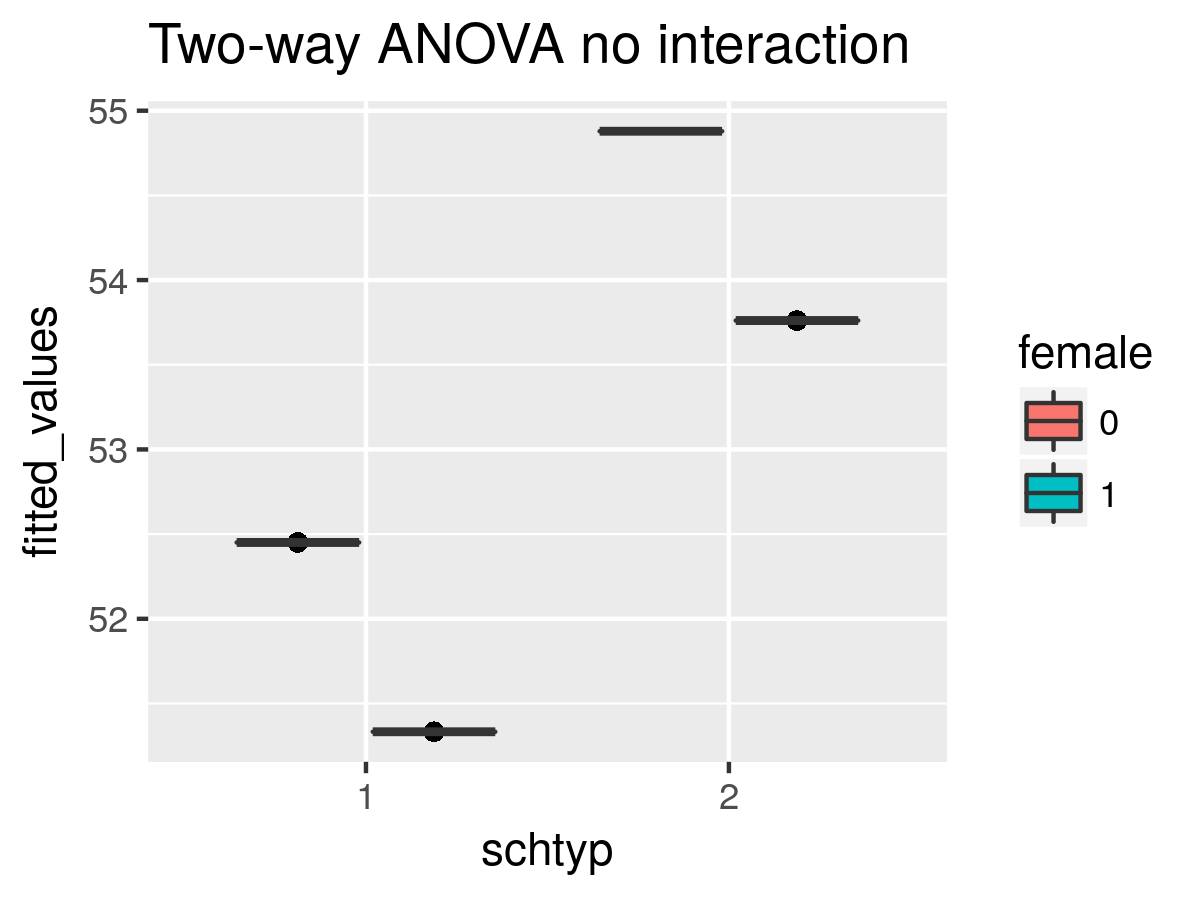 Two-way ANOVA no interaction
55
54
53
52
fitted_values
1
2
schtyp
female
0
1